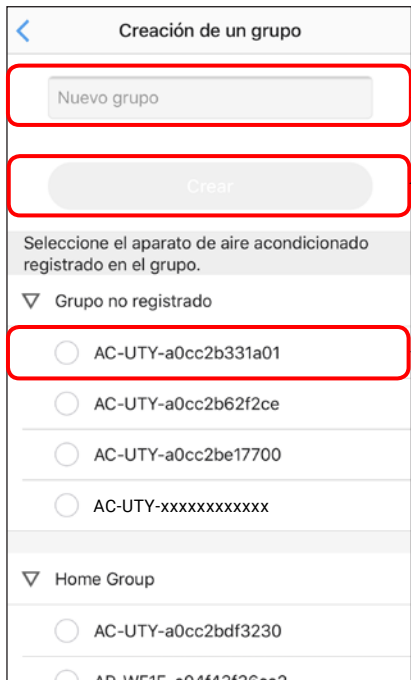 Creación de un grupo
Nuevo grupo
Crear
Seleccione el aparato de aire acondicionado
registrado en el grupo.
Grupo no registrado
AC-UTY-a0cc2b331a01
AC-UTY-a0cc2b62f2ce
AC-UTY-a0cc2be17700
AC-UTY-xxxxxxxxxxxx
Home Group
AC-UTY-a0cc2bdf3230